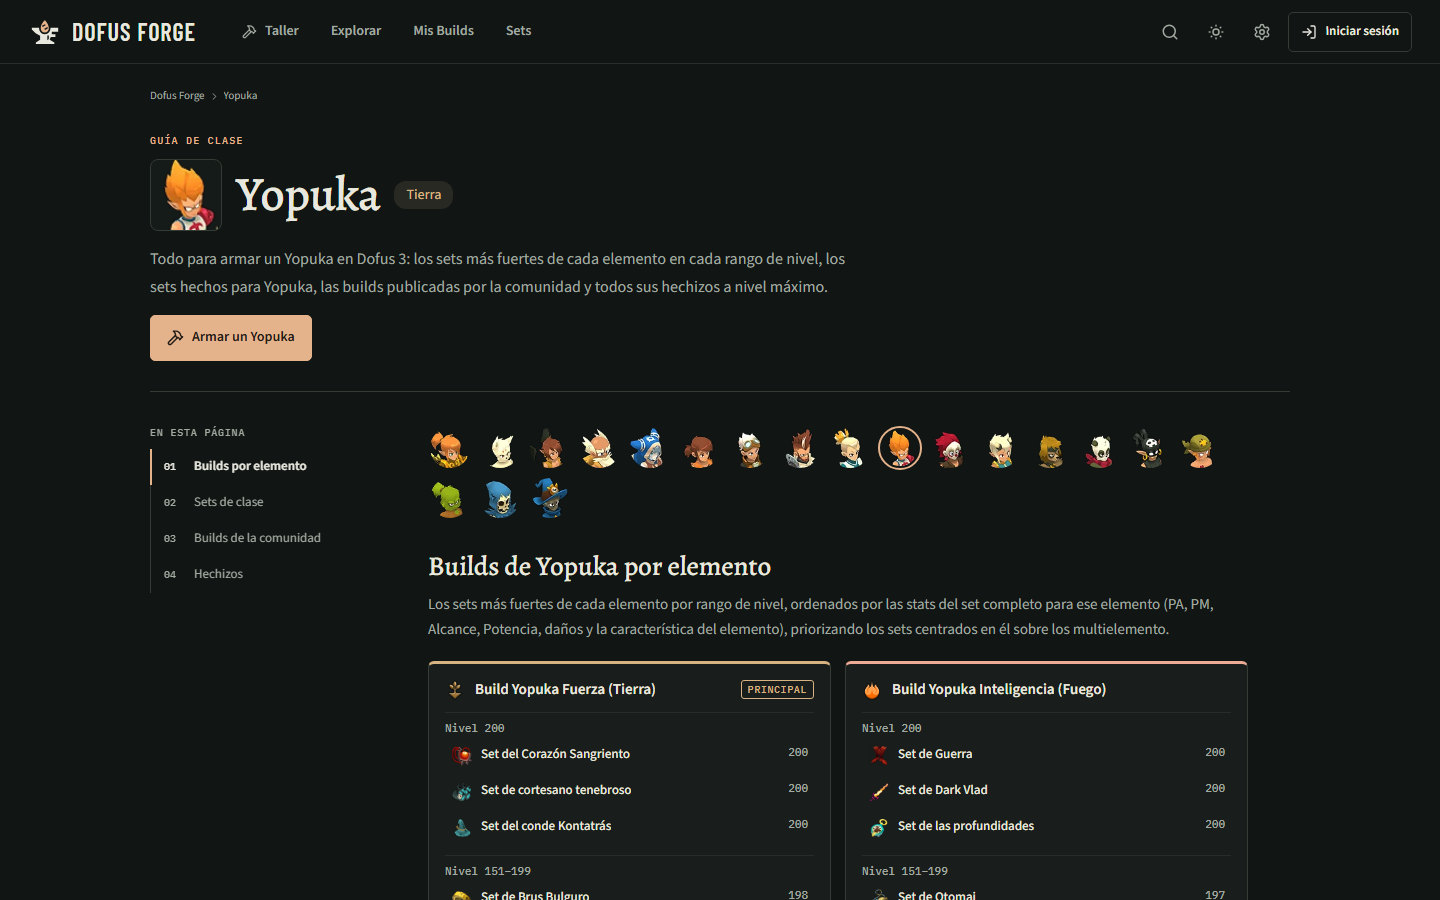 DOFUS FORGE
Taller
Explorar
Mis Builds
Sets
Iniciar sesión
Dofus Forge > Yopuka
GUÍA DE CLASE
Yopuka
Tierra
Todo para armar un Yopuka en Dofus 3: los sets más fuertes de cada elemento en cada rango de nivel, los
sets hechos para Yopuka, las builds publicadas por la comunidad y todos sus hechizos a nivel máximo.
Armar un Yopuka
EN ESTA PÁGINA
01 Builds por elemento
02 Sets de clase
03 Builds de la comunidad
04 Hechizos
Builds de Yopuka por elemento
Los sets más fuertes de cada elemento por rango de nivel, ordenados por las stats del set completo para ese elemento (PA, PM,
Alcance, Potencia, daños y la característica del elemento), priorizando los sets centrados en él sobre los multielemento.
Build Yopuka Fuerza (Tierra)
PRINCIPAL
Nivel 200
Set del Corazón Sangriento 200
Set de cortesano tenebroso 200
Set del conde Kontatrás 200
Nivel 151–199
Set de Brus Bulguro 198
Build Yopuka Inteligencia (Fuego)
Nivel 200
Set de Guerra 200
Set de Dark Vlad 200
Set de las profundidades 200
Nivel 151–199
Set de Otomai 197